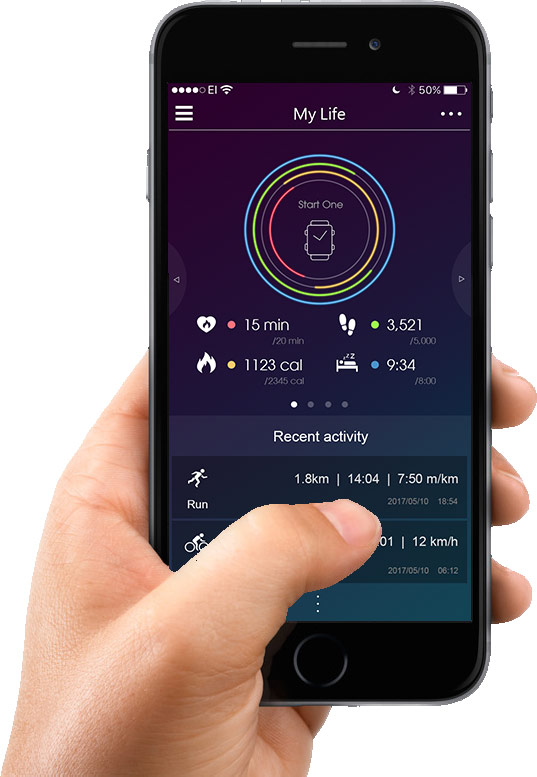 EI 50%
My Life
Start One
15 min 3,521
/20 min /5.000
1123 cal 9:34
/2345 cal /8:00
Recent activity
1.8km | 14:04 | 7:50 m/km
Run 2017/05/10 18:54
01 | 12 km/h
2017/05/10 06:12